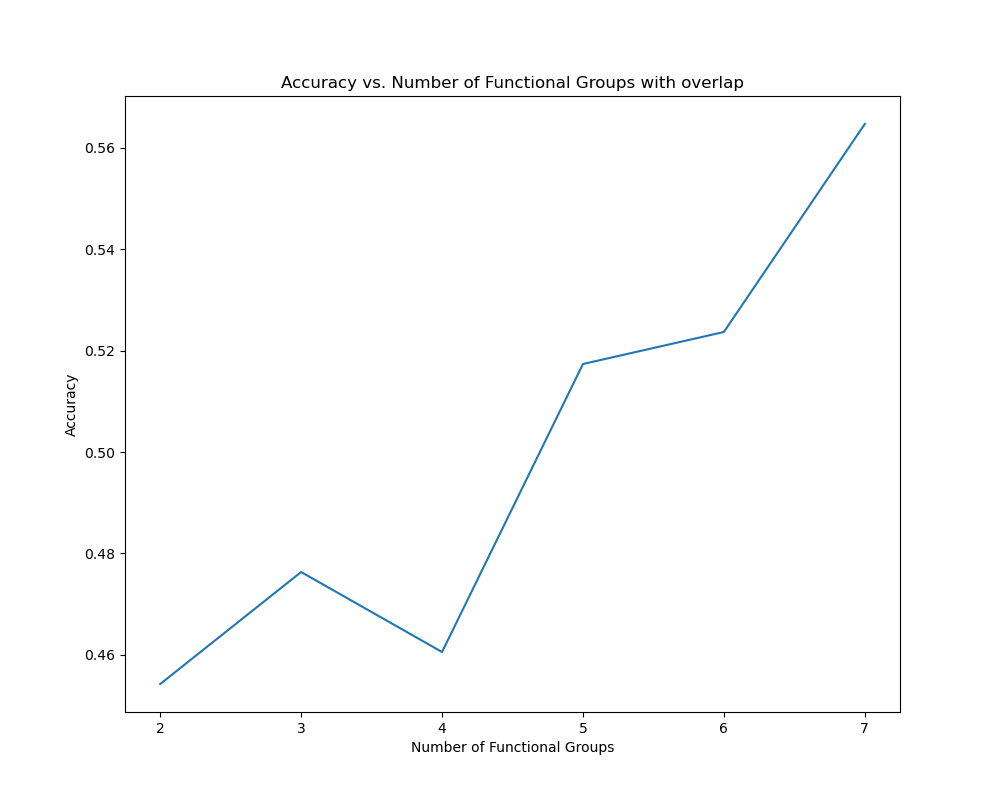 Accuracy vs. Number of Functional Groups with overlap
0.56
0.54
0.52
0.50
0.48
0.46
Accuracy
2 3 4 5 6 7
Number of Functional Groups